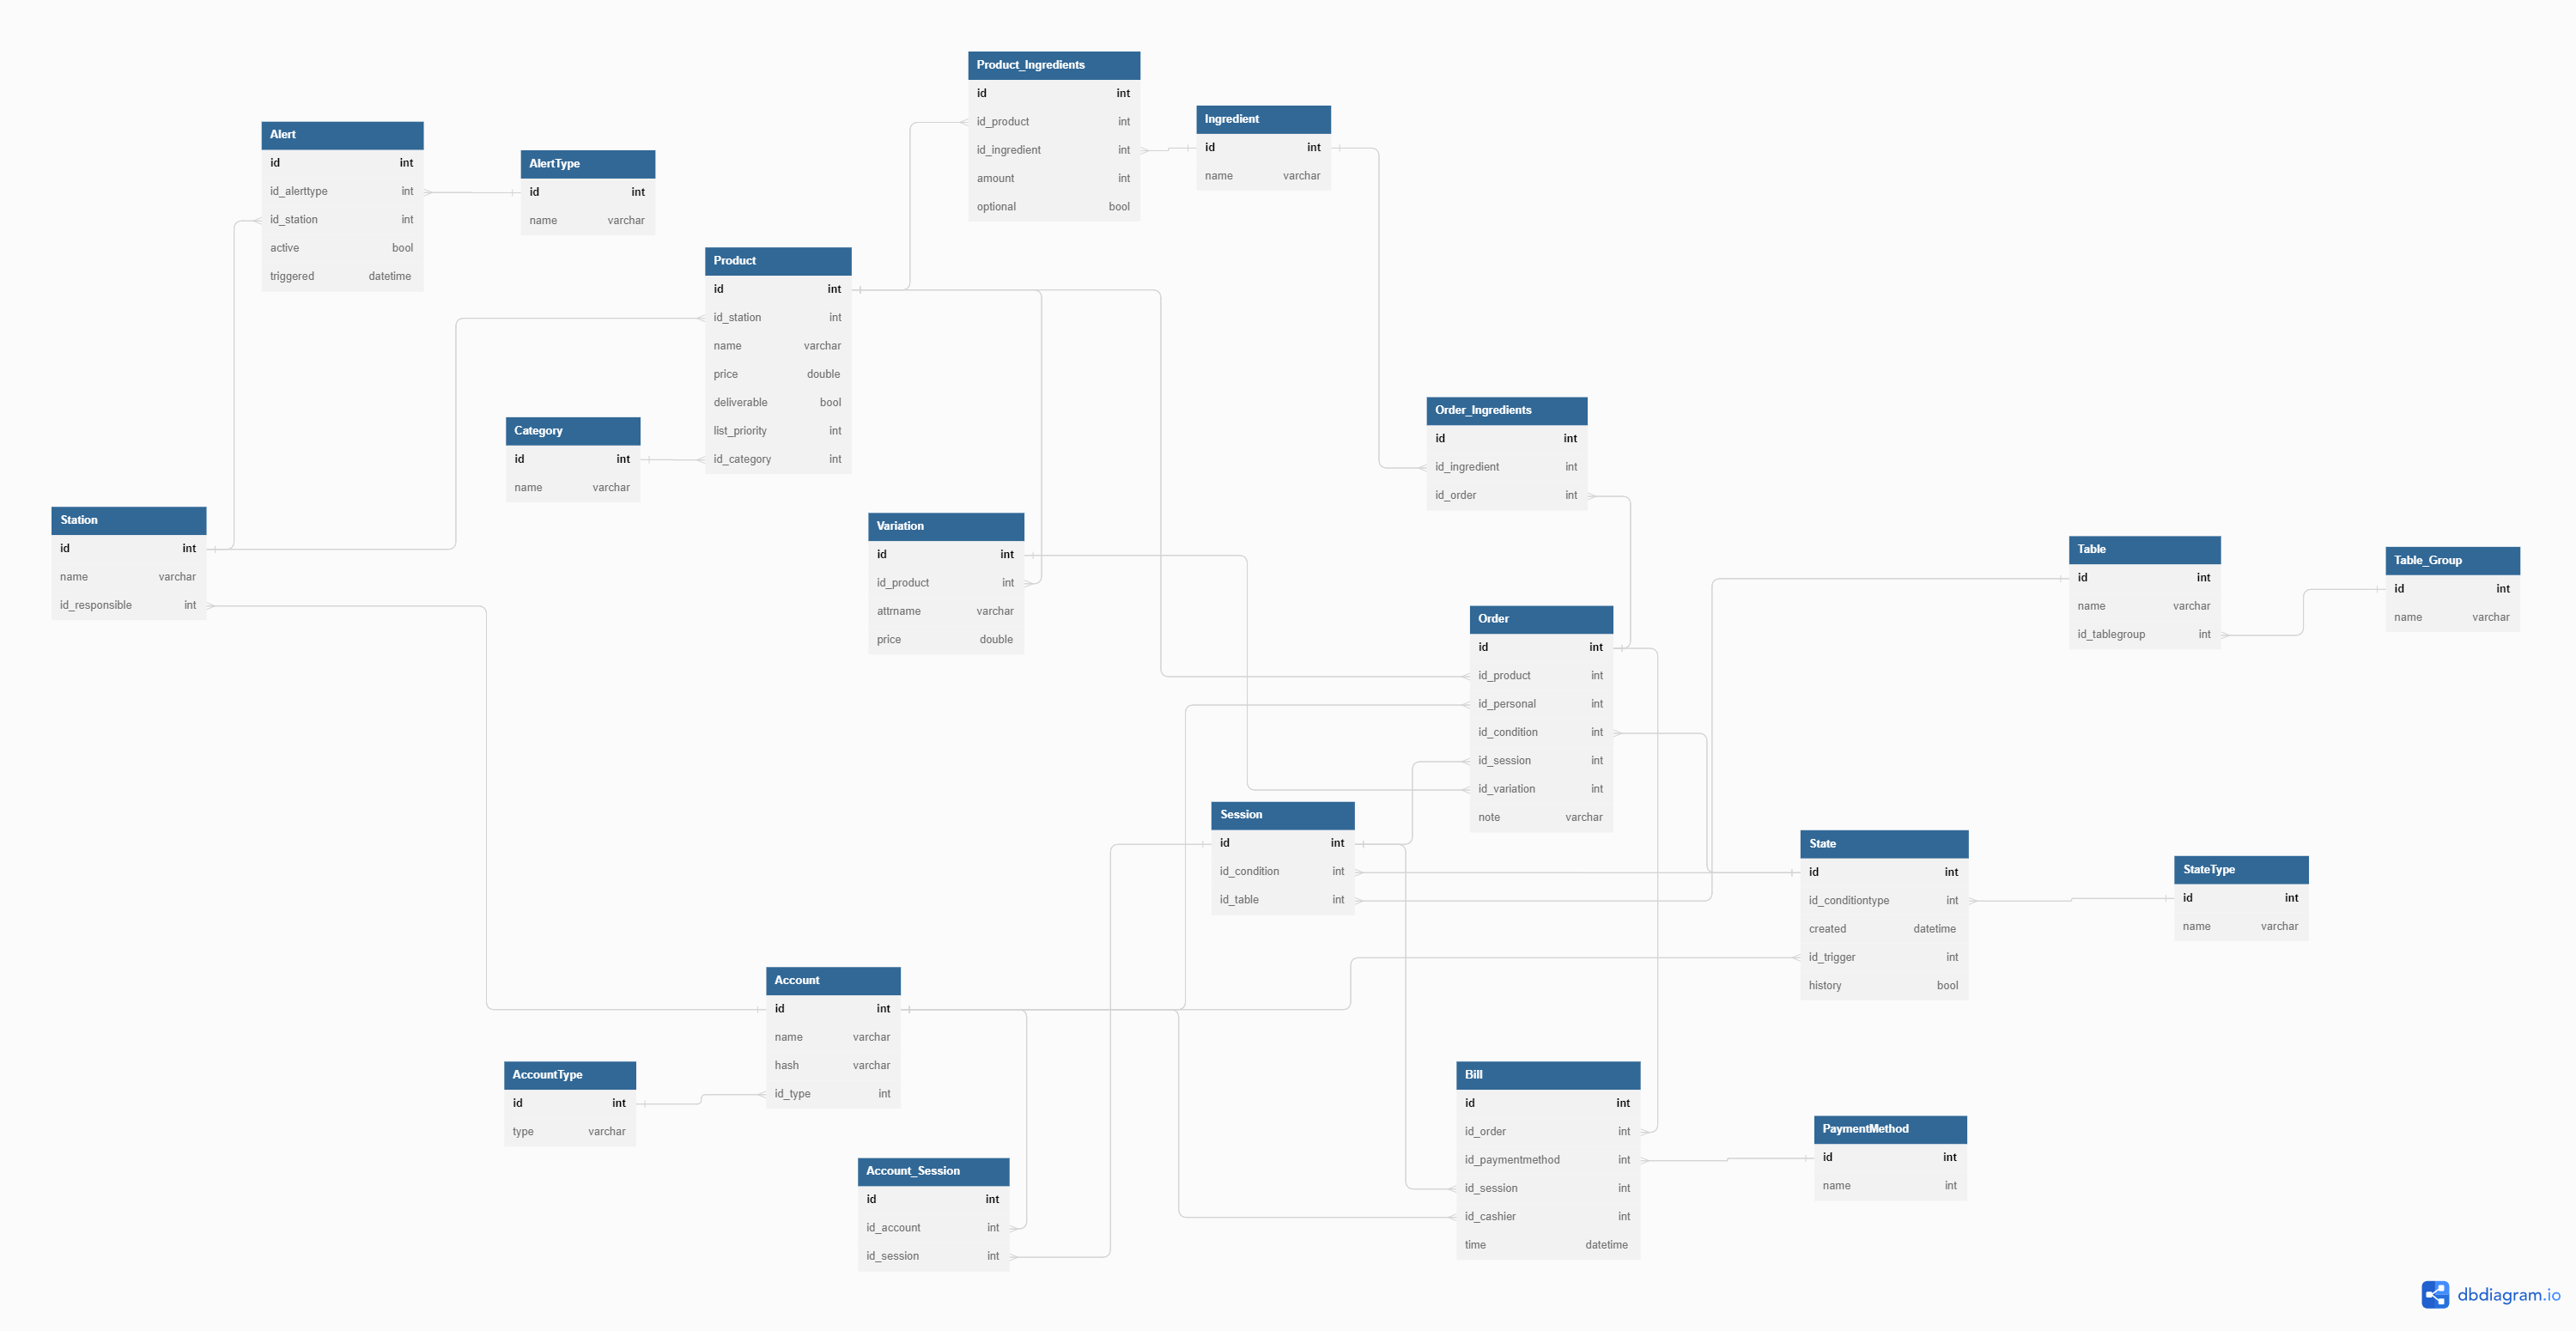 Product_Ingredients
id int
id_product int
id_ingredient int
amount int
optional bool
Ingredient
id int
name varchar
Alert
id int
id_alerttype int
id_station int
active bool
triggered datetime
AlertType
id int
name varchar
Product
id int
id_station int
name varchar
price double
deliverable bool
list_priority int
id_category int
Category
id int
name varchar
Order_Ingredients
id int
id_ingredient int
id_order int
Station
id int
name varchar
id_responsible int
Variation
id int
id_product int
attrname varchar
price double
Table
id int
name varchar
id_tablegroup int
Table_Group
id int
name varchar
Order
id int
id_product int
id_personal int
id_condition int
id_session int
id_variation int
note varchar
Session
id int
id_condition int
id_table int
State
id int
id_conditiontype int
created datetime
id_trigger int
history bool
StateType
id int
name varchar
Account
id int
name varchar
hash varchar
id_type int
AccountType
id int
type varchar
Bill
id int
id_order int
id_paymentmethod int
id_session int
id_cashier int
time datetime
PaymentMethod
id int
name int
Account_Session
id int
id_account int
id_session int
dbdiagram.io